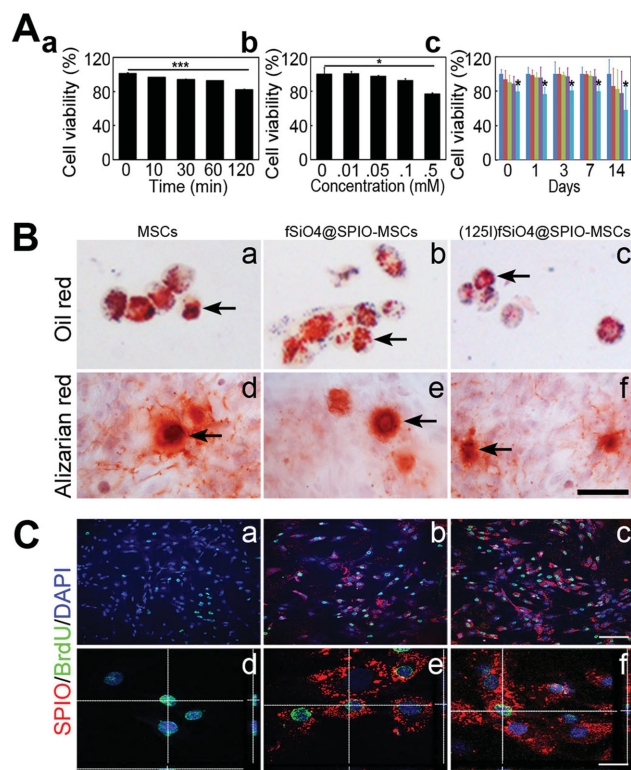 A
a
b
c
Cell viability (%)
120
80
40
0
***
0 10 30 60 120
Time (min)
Cell viability (%)
120
80
40
0
*
0 .01 .05 .1 .5
Concentration (mM)
Cell viability (%)
120
80
40
0
* * * * *
0 1 3 7 14
Days
B
MSCs
fSiO4@SPIO-MSCs
(125I)fSiO4@SPIO-MSCs
Oil red
a
b
c
Alizarian red
d
e
f
C
SPIO/BrdU/DAPI
a
b
c
d
e
f